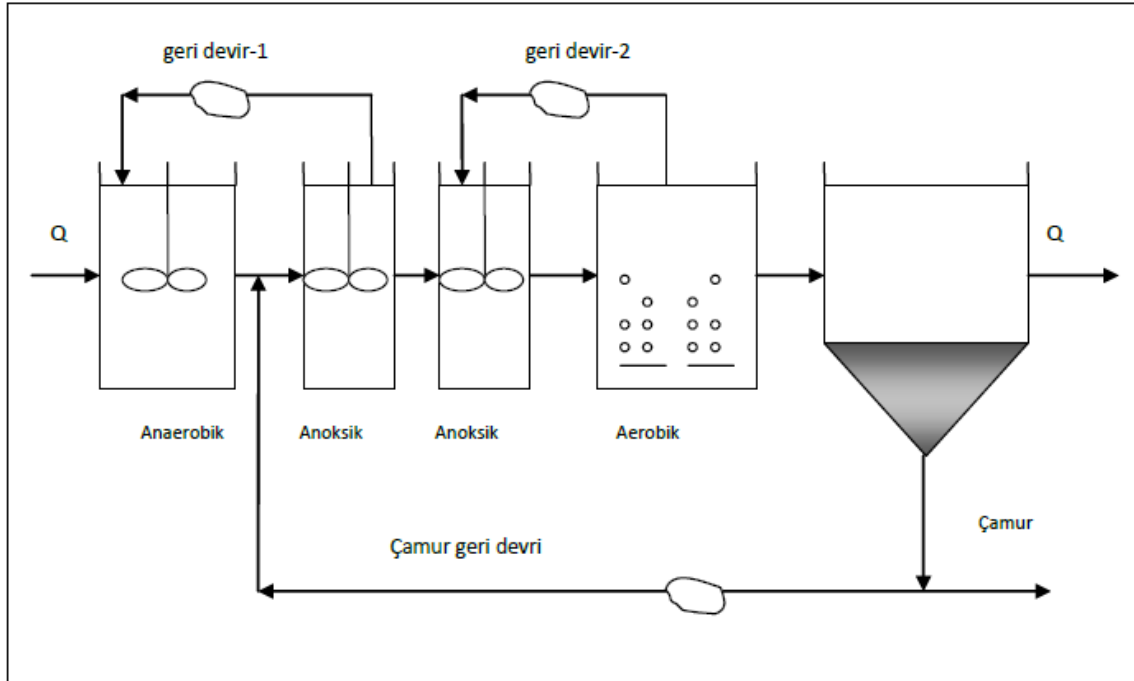 geri devir-1
geri devir-2
Q
Q
Anaerobik
Anoksik
Anoksik
Aerobik
Çamur
Çamur geri devri